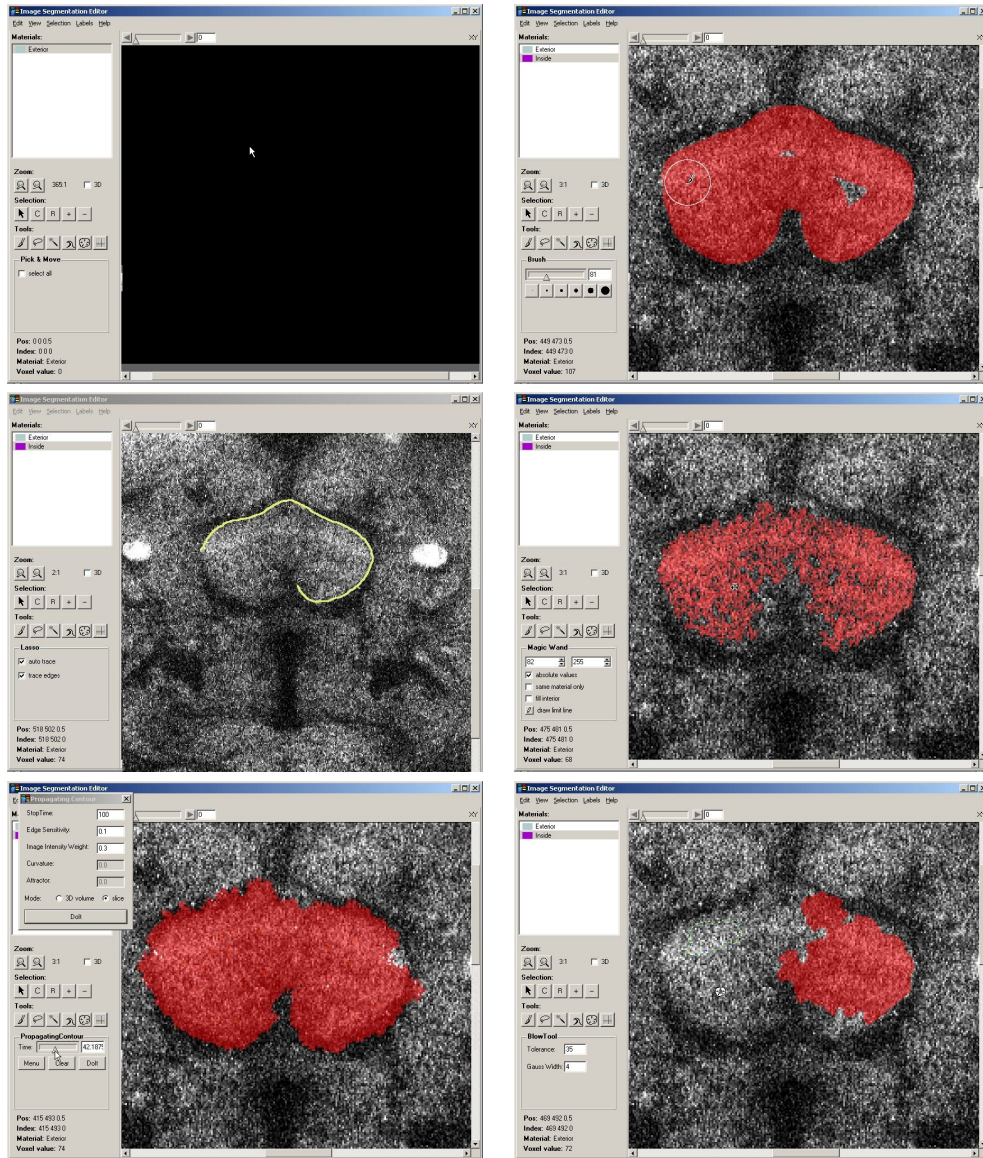 Image Segmentation Editor
Edit View Selection Labels Help
Materials:
0
XY
Exterior
Zoom:
365:1
3D
Selection:
C R + −
Tools:
Pick & Move
select all
Pos: 0 0 0.5
Index: 0 0 0
Material: Exterior
Voxel value: 0
Image Segmentation Editor
Edit View Selection Labels Help
Materials:
0
Exterior
Inside
Zoom:
3:1
3D
Selection:
C R + −
Tools:
Brush
81
Pos: 449 473 0.5
Index: 449 473 0
Material: Exterior
Voxel value: 107
Image Segmentation Editor
Edit View Selection Labels Help
Materials:
0
XY
Exterior
Inside
Zoom:
2:1
3D
Selection:
C R + −
Tools:
Lasso
auto trace
trace edges
Pos: 518 502 0.5
Index: 518 502 0
Material: Exterior
Voxel value: 74
Image Segmentation Editor
Edit View Selection Labels Help
Materials:
0
Exterior
Inside
Zoom:
3:1
3D
Selection:
C R + −
Tools:
Magic Wand
82 255
absolute values
same material only
fill interior
draw limit line
Pos: 475 481 0.5
Index: 475 481 0
Material: Exterior
Voxel value: 68
Image Segmentation Editor
Propagating Contour
0
XY
StopTime: 100
Edge Sensitivity: 0.1
Image Intensity Weight: 0.3
Curvature: 0.0
Attractor: 0.0
Mode: 3D volume slice
DoIt
Zoom:
3:1
3D
Selection:
C R + −
Tools:
PropagatingContour
Time: 42.187
Menu Clear DoIt
Pos: 415 493 0.5
Index: 415 493 0
Material: Exterior
Voxel value: 74
Image Segmentation Editor
Edit View Selection Labels Help
Materials:
0
Exterior
Inside
Zoom:
3:1
3D
Selection:
C R + −
Tools:
BlowTool
Tolerance: 35
Gauss Width: 4
Pos: 469 492 0.5
Index: 469 492 0
Material: Exterior
Voxel value: 72